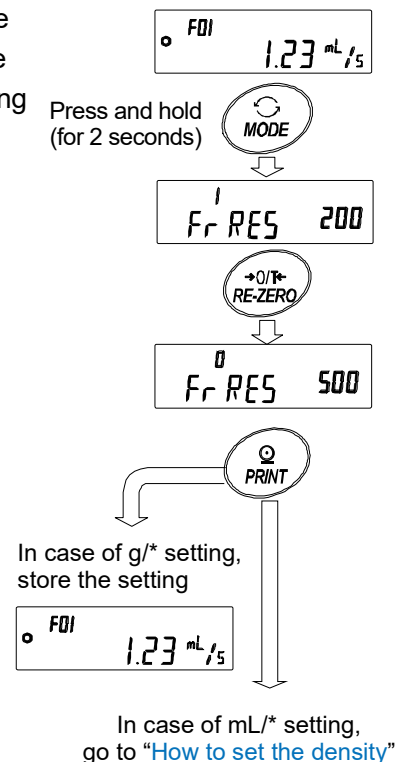 e
e
ng
F01
1.23 mL/s
Press and hold
(for 2 seconds)
MODE
1
Fr RES 200
→0/T←
RE-ZERO
0
Fr RES 500
PRINT
In case of g/* setting,
store the setting
F01
1.23 mL/s
In case of mL/* setting,
go to “How to set the density”